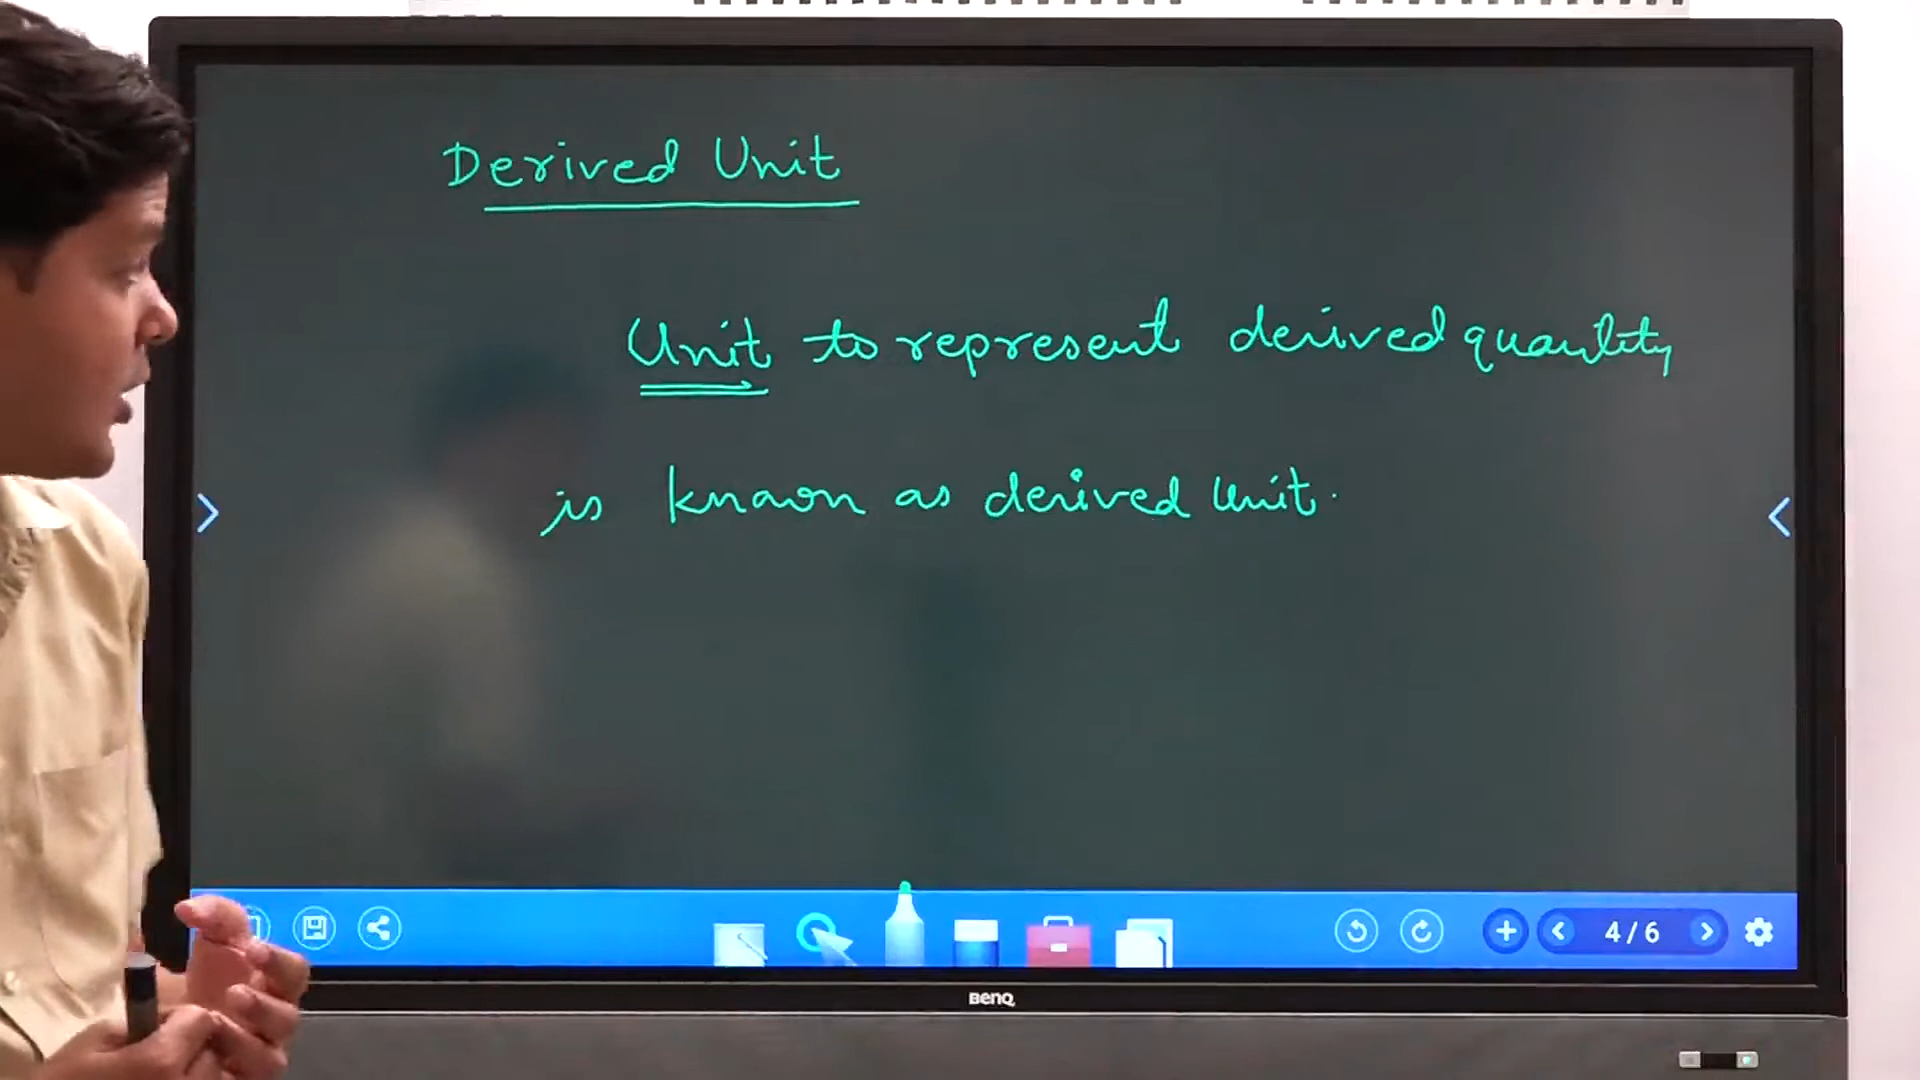 Derived Unit
Unit to represent derived quantity
is known as derived Unit.
4/6
BenQ